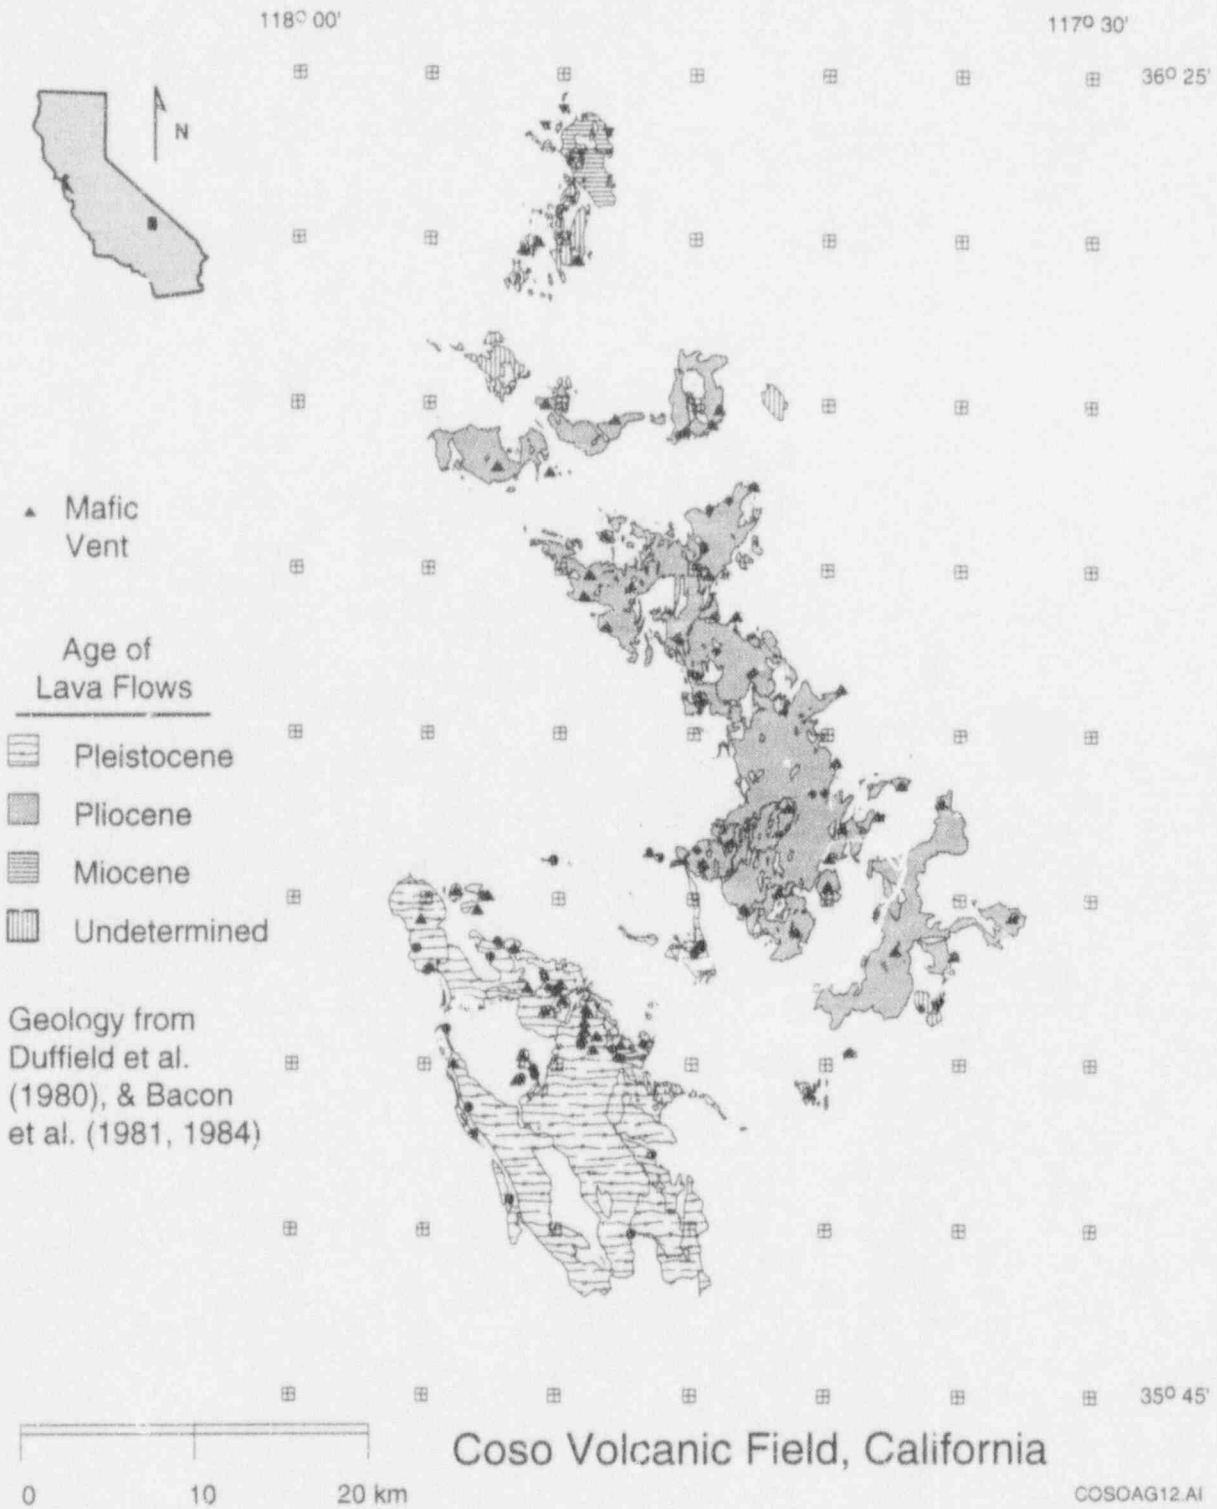 118° 00'
117° 30'
36° 25'
N
Mafic
Vent
Age of
Lava Flows
Pleistocene
Pliocene
Miocene
Undetermined
Geology from
Duffield et al.
(1980), & Bacon
et al. (1981, 1984)
35° 45'
Coso Volcanic Field, California
0 10 20 km
COSOAG12.AI